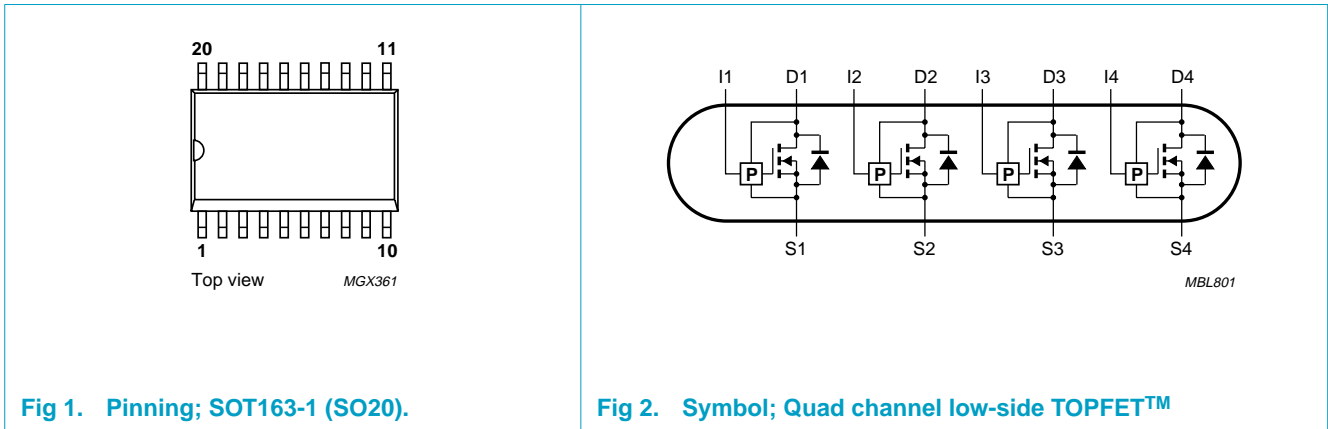 20 11
1 10
Top view MGX361
Fig 1. Pinning; SOT163-1 (SO20).
I1 D1 I2 D2 I3 D3 I4 D4
P P P P
S1 S2 S3 S4
MBL801
Fig 2. Symbol; Quad channel low-side TOPFET™